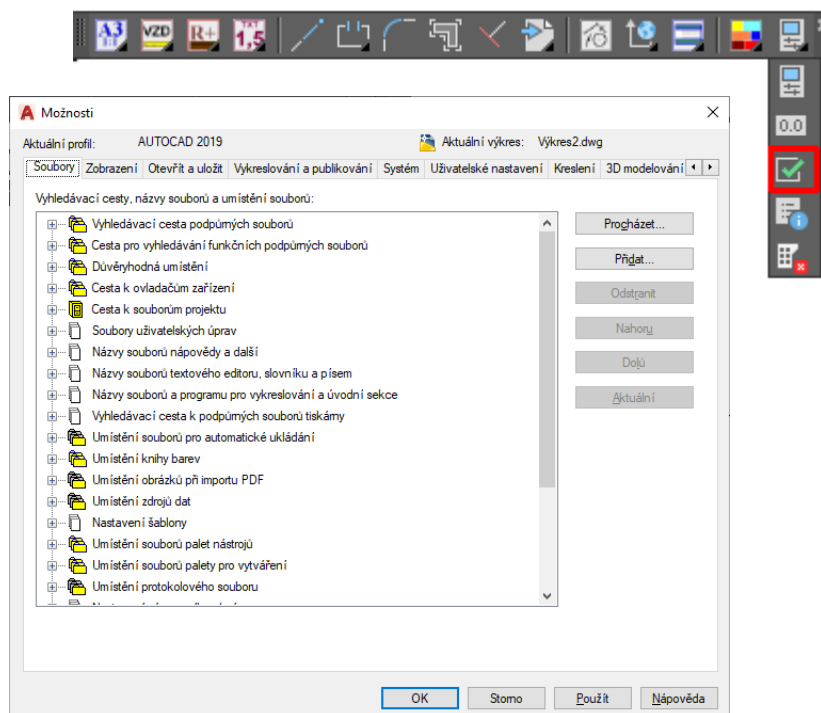 A3
1:1
VZD
R+
TXT
1,5
0.0
Možnosti
Aktuální profil: AUTOCAD 2019 Aktuální výkres: Výkres2.dwg
Soubory Zobrazení Otevřít a uložit Vykreslování a publikování Systém Uživatelské nastavení Kreslení 3D modelování
Vyhledávací cesty, názvy souborů a umístění souborů:
Vyhledávací cesta podpůrných souborů
Cesta pro vyhledávání funkčních podpůrných souborů
Důvěryhodná umístění
Cesta k ovladačům zařízení
Cesta k souborům projektu
Soubory uživatelských úprav
Názvy souborů nápovědy a další
Názvy souborů textového editoru, slovníku a písem
Názvy souborů a programu pro vykreslování a úvodní sekce
Vyhledávací cesta k podpůrných souborů tiskárny
Umístění souborů pro automatické ukládání
Umístění knihy barev
Umístění obrázků při importu PDF
Umístění zdrojů dat
Nastavení šablony
Umístění souborů palet nástrojů
Umístění souborů palety pro vytváření
Umístění protokolového souboru
Procházet...
Přidat...
Odstranit
Nahoru
Dolů
Aktuální
OK Storno Použít Nápověda